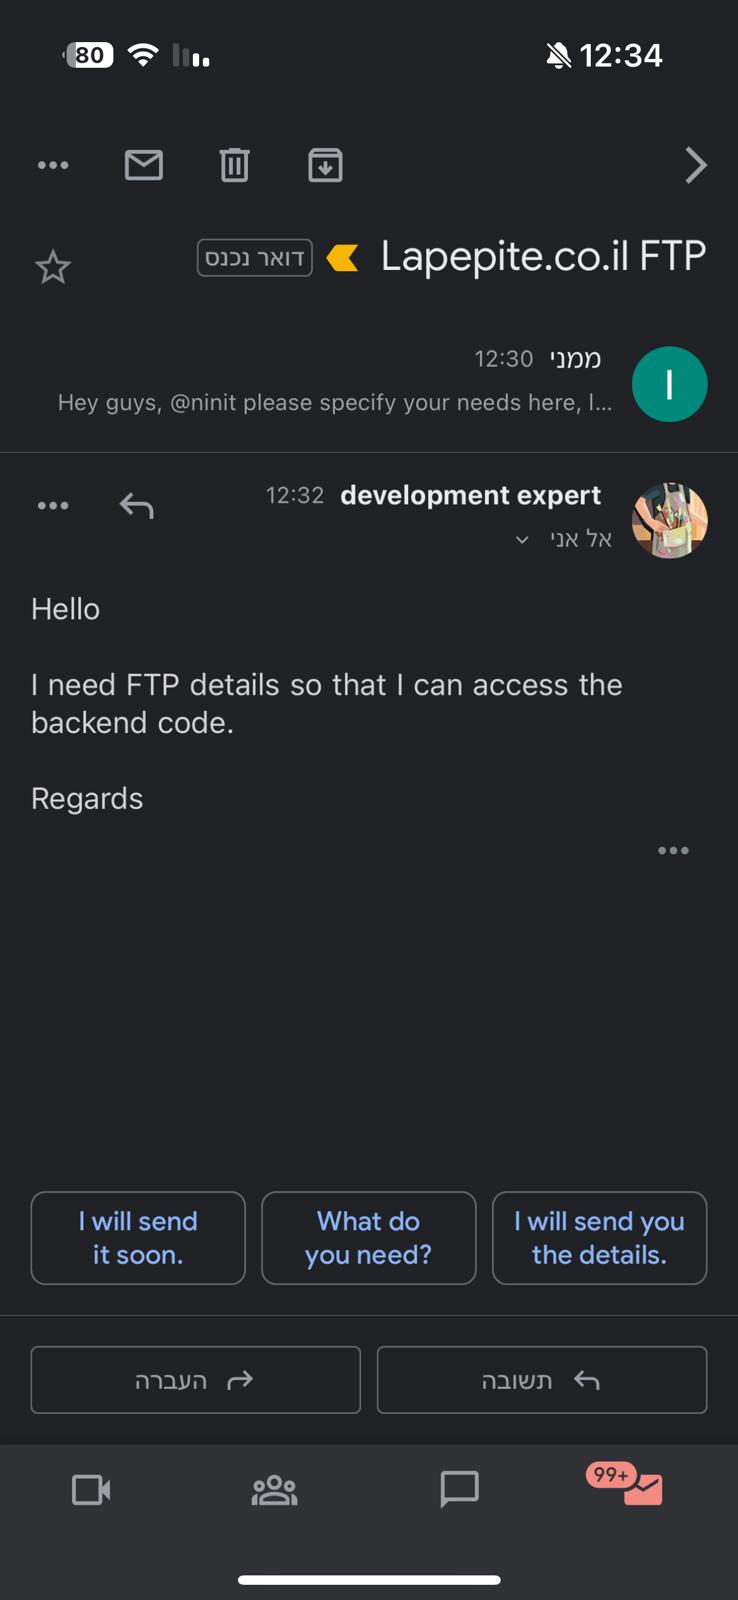 80
12:34
Lapepite.co.il FTP
דואר נכנס
ממני 12:30
Hey guys, @ninit please specify your needs here, I...
development expert 12:32
אל אני
Hello
I need FTP details so that I can access the
backend code.
Regards
I will send
it soon.
What do
you need?
I will send you
the details.
תשובה
העברה
99+